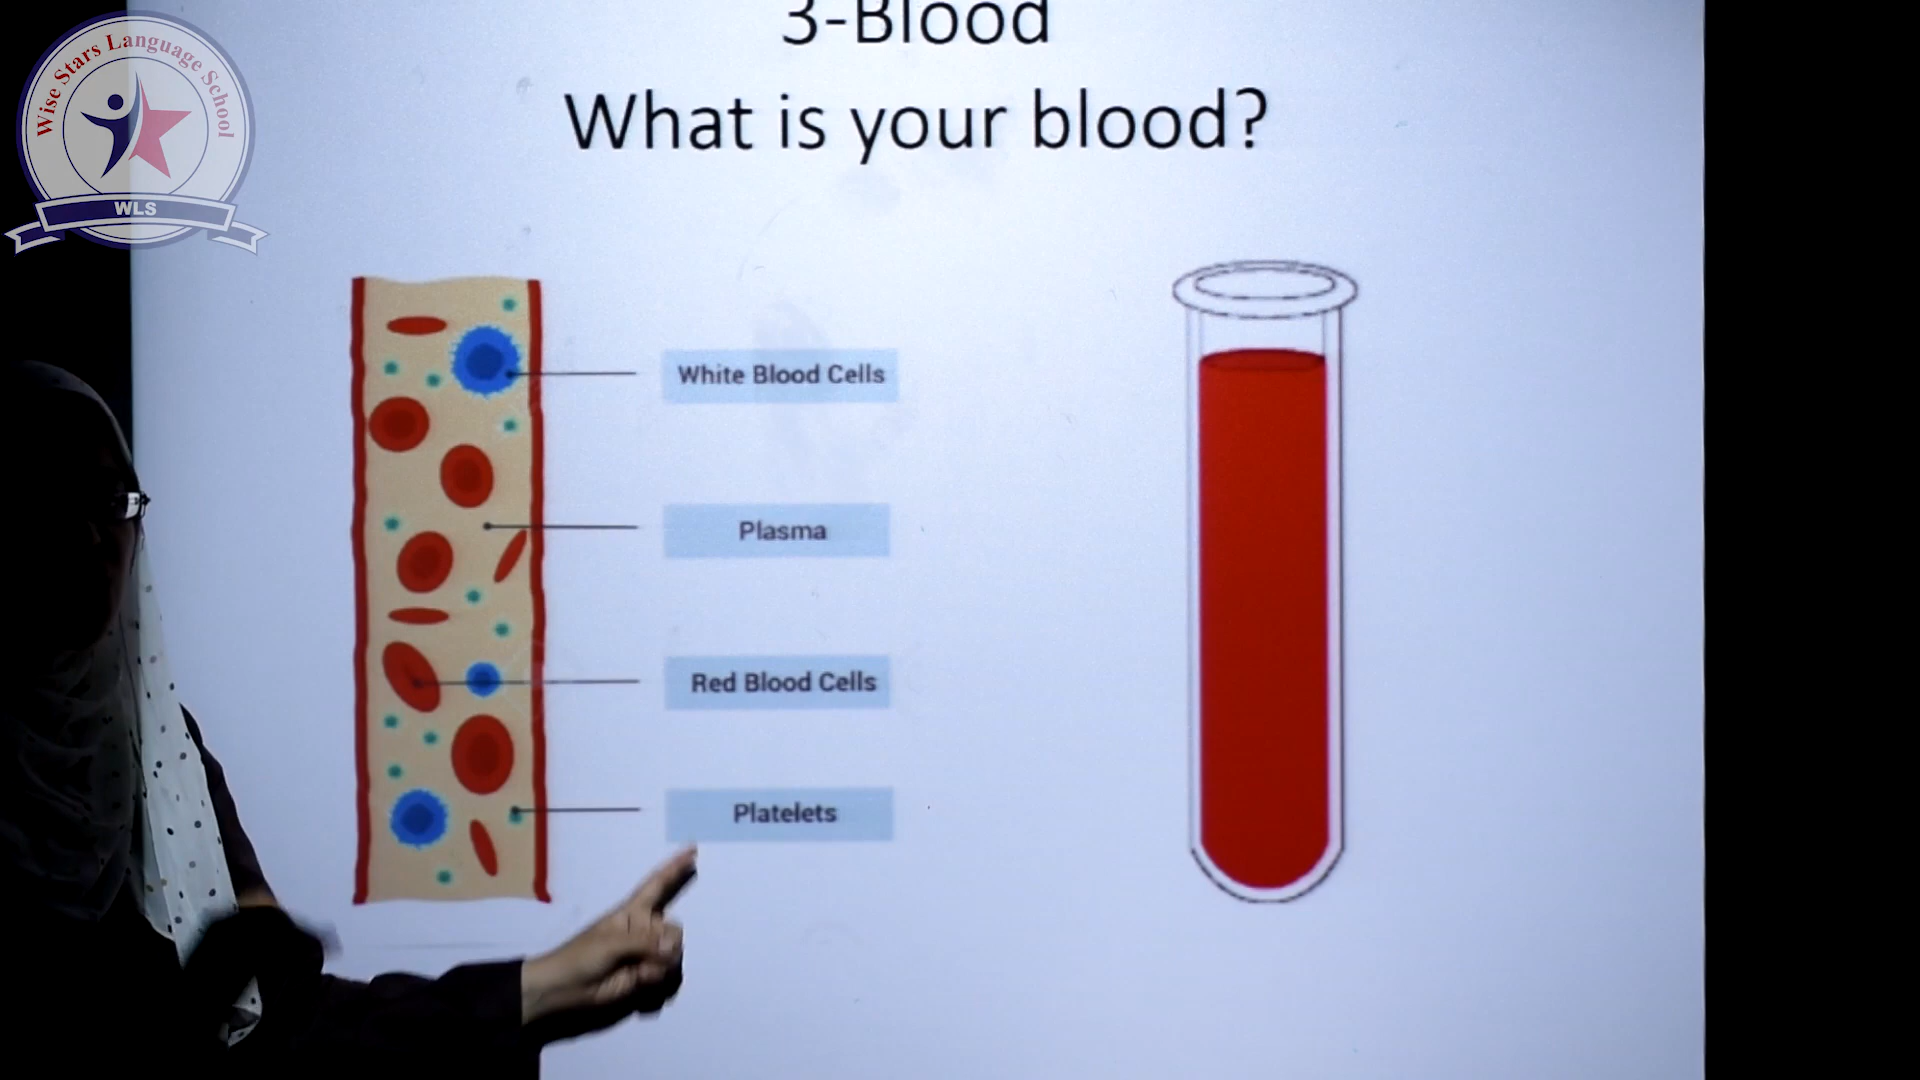 3-Blood
What is your blood?
Wise Stars Language School
WLS
White Blood Cells
Plasma
Red Blood Cells
Platelets